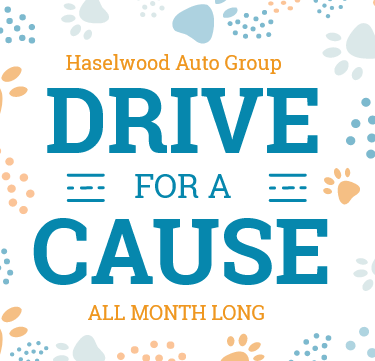 Haselwood Auto Group
DRIVE
FOR A
CAUSE
ALL MONTH LONG